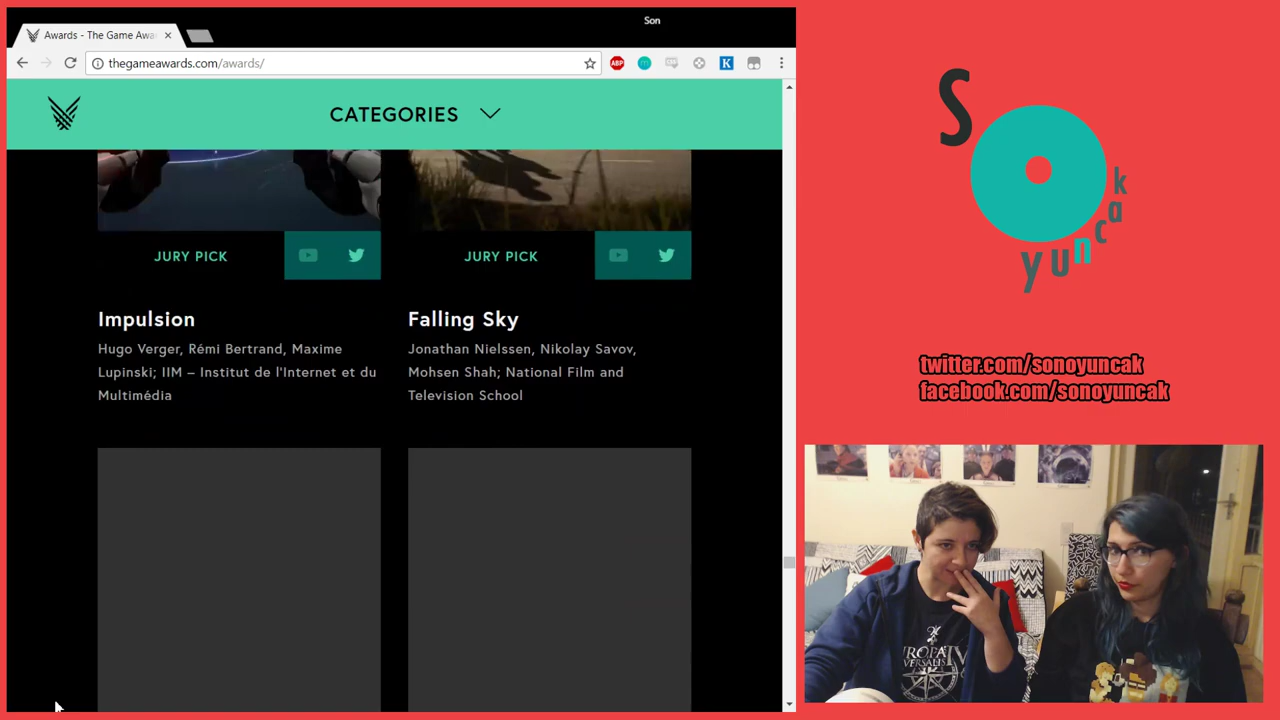 Son
Awards - The Game Awa
thegameawards.com/awards/
ABP
K
CATEGORIES
JURY PICK
JURY PICK
Impulsion
Hugo Verger, Rémi Bertrand, Maxime
Lupinski; IIM – Institut de l'Internet et du
Multimédia
Falling Sky
Jonathan Nielssen, Nikolay Savov,
Mohsen Shah; National Film and
Television School
S
yuncak
twitter.com/sonoyuncak
facebook.com/sonoyuncak